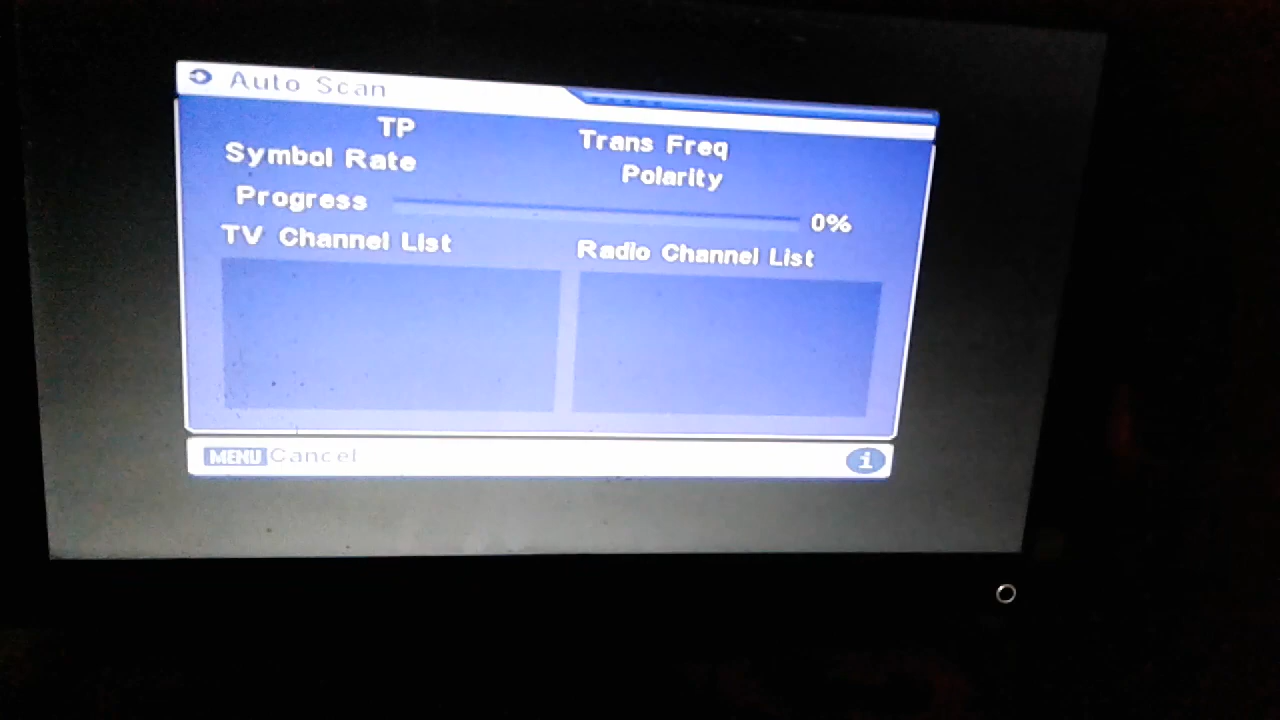 Auto Scan
TP
Trans Freq
Symbol Rate
Polarity
Progress
0%
TV Channel List
Radio Channel List
MENU Cancel
i